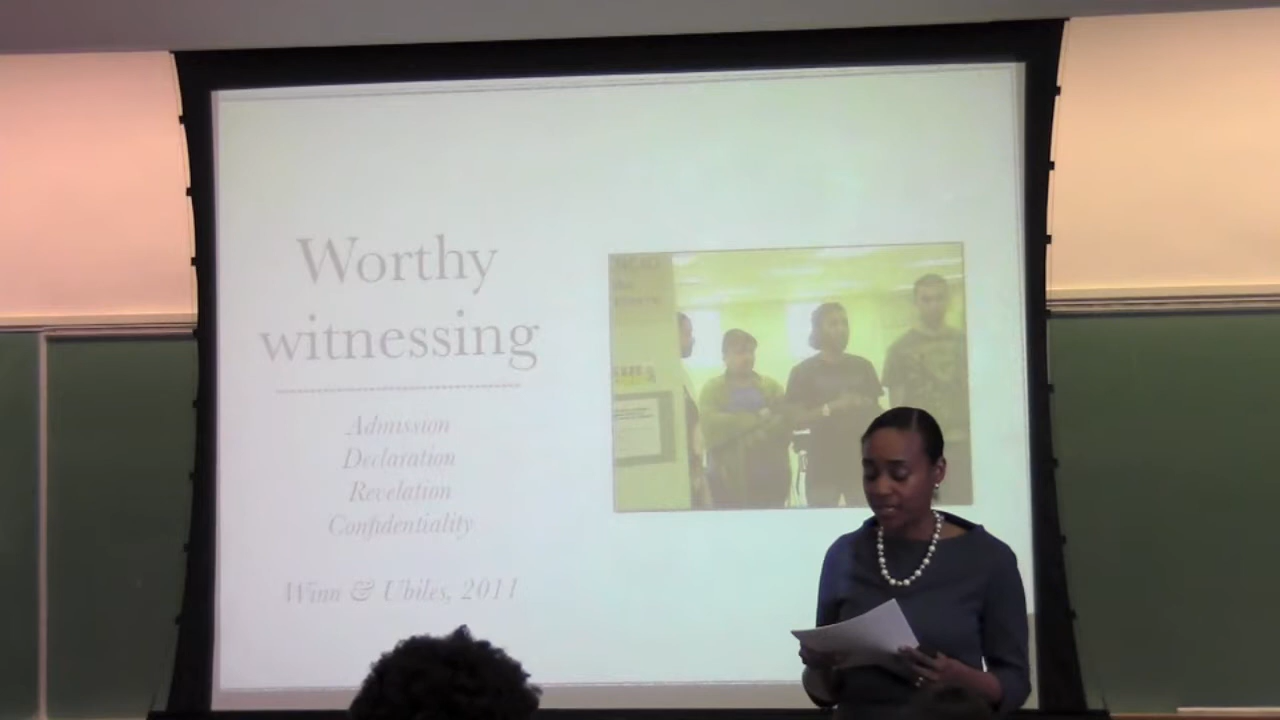 Worthy
witnessing
Admission
Declaration
Revelation
Confidentiality
Winn & Ubiles, 2011